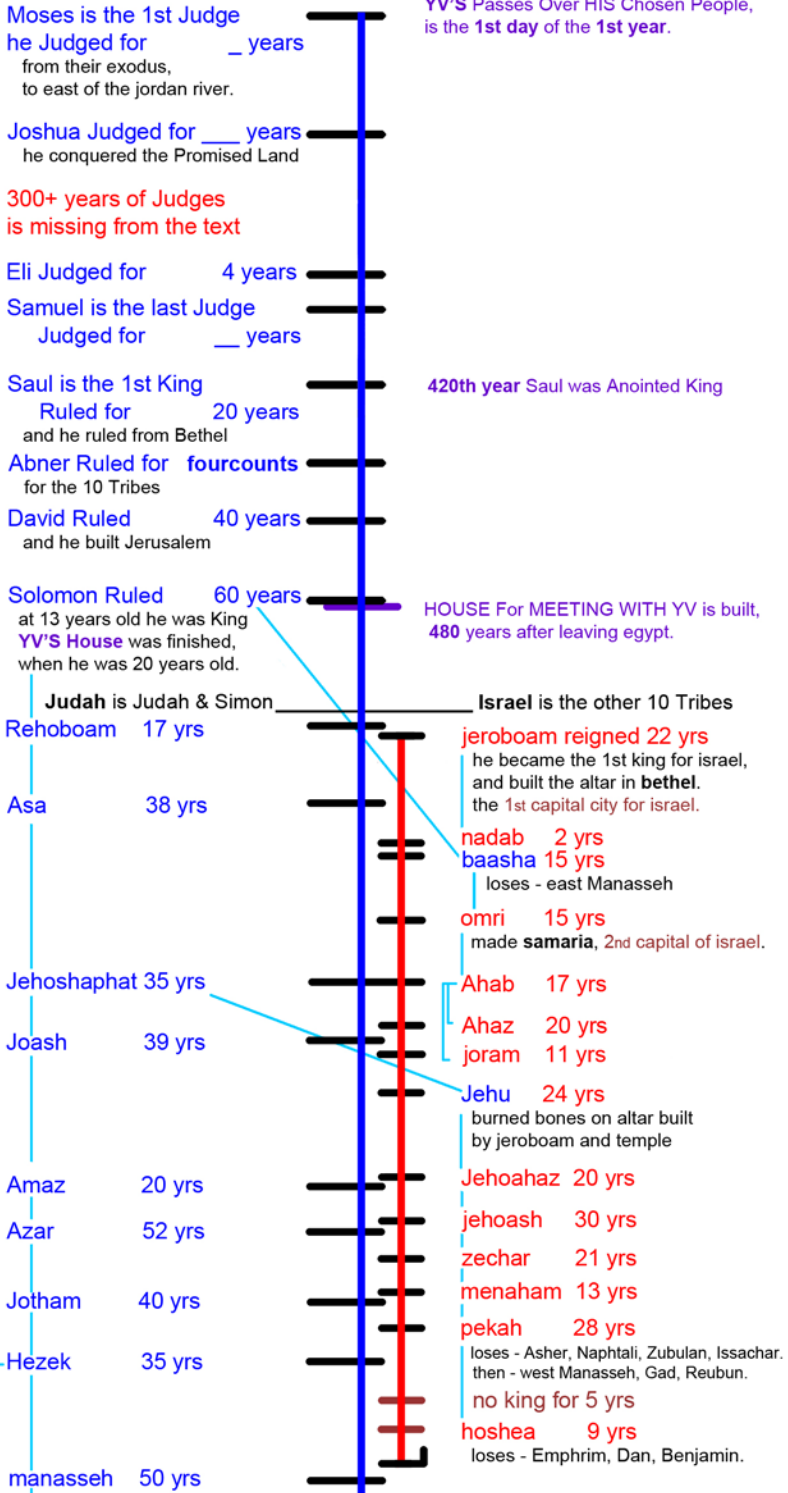 Moses is the 1st Judge
he Judged for _ years
from their exodus,
to east of the jordan river.
YV'S Passes Over HIS Chosen People,
is the 1st day of the 1st year.
Joshua Judged for ___ years
he conquered the Promised Land
300+ years of Judges
is missing from the text
Eli Judged for 4 years
Samuel is the last Judge
Judged for __ years
Saul is the 1st King
Ruled for 20 years
and he ruled from Bethel
420th year Saul was Anointed King
Abner Ruled for fourcounts
for the 10 Tribes
David Ruled 40 years
and he built Jerusalem
Solomon Ruled 60 years
at 13 years old he was King
YV'S House was finished,
when he was 20 years old.
HOUSE For MEETING WITH YV is built,
480 years after leaving egypt.
Judah is Judah & Simon
Israel is the other 10 Tribes
Rehoboam 17 yrs
jeroboam reigned 22 yrs
he became the 1st king for israel,
and built the altar in bethel.
the 1st capital city for israel.
Asa 38 yrs
nadab 2 yrs
baasha 15 yrs
loses - east Manasseh
omri 15 yrs
made samaria, 2nd capital of israel.
Jehoshaphat 35 yrs
Ahab 17 yrs
Ahaz 20 yrs
Joash 39 yrs
joram 11 yrs
Jehu 24 yrs
burned bones on altar built
by jeroboam and temple
Amaz 20 yrs
Jehoahaz 20 yrs
Azar 52 yrs
jehoash 30 yrs
zechar 21 yrs
Jotham 40 yrs
menaham 13 yrs
pekah 28 yrs
loses - Asher, Naphtali, Zubulan, Issachar.
then - west Manasseh, Gad, Reubun.
Hezek 35 yrs
no king for 5 yrs
hoshea 9 yrs
loses - Emphrim, Dan, Benjamin.
manasseh 50 yrs